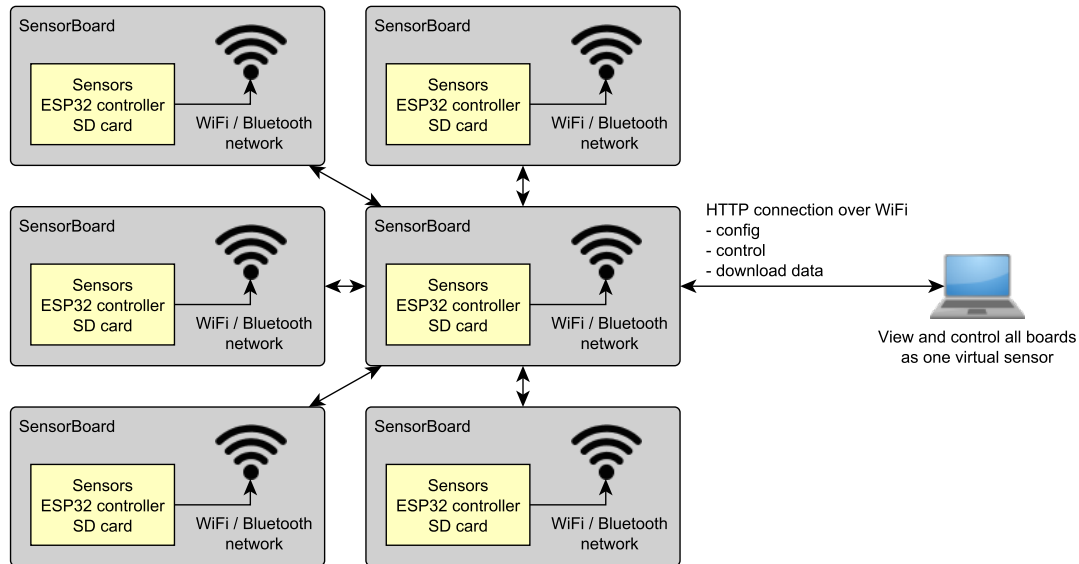 SensorBoard
Sensors
ESP32 controller
SD card
WiFi / Bluetooth
network
SensorBoard
Sensors
ESP32 controller
SD card
WiFi / Bluetooth
network
SensorBoard
Sensors
ESP32 controller
SD card
WiFi / Bluetooth
network
SensorBoard
Sensors
ESP32 controller
SD card
WiFi / Bluetooth
network
HTTP connection over WiFi
- config
- control
- download data
View and control all boards
as one virtual sensor
SensorBoard
Sensors
ESP32 controller
SD card
WiFi / Bluetooth
network
SensorBoard
Sensors
ESP32 controller
SD card
WiFi / Bluetooth
network